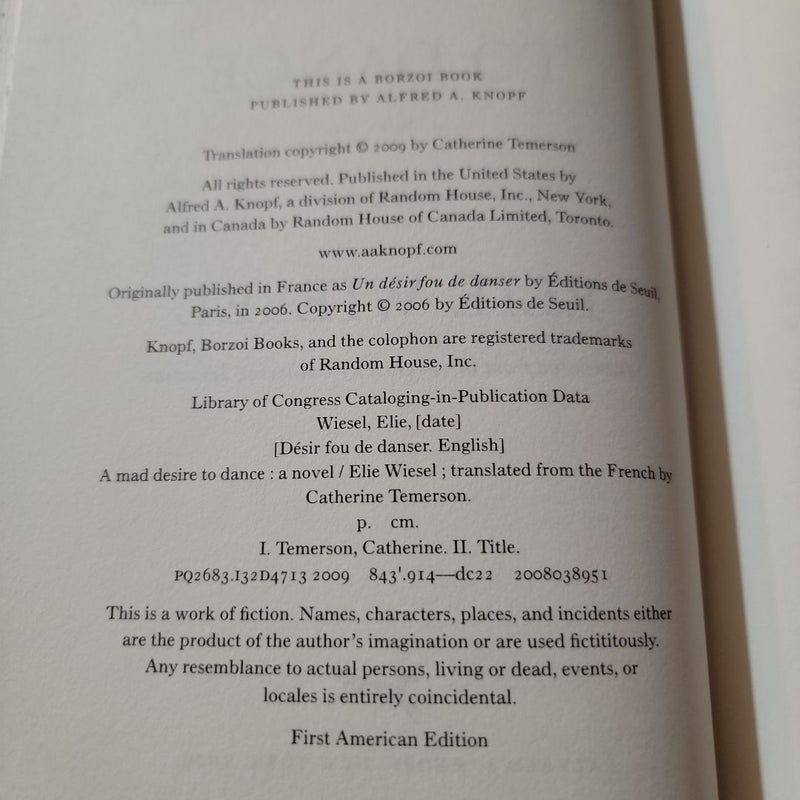 THIS IS A BORZOI BOOK
PUBLISHED BY ALFRED A. KNOPF
Translation copyright © 2009 by Catherine Temerson
All rights reserved. Published in the United States by
Alfred A. Knopf, a division of Random House, Inc., New York,
and in Canada by Random House of Canada Limited, Toronto.
www.aaknopf.com
Originally published in France as Un désir fou de danser by Éditions de Seuil,
Paris, in 2006. Copyright © 2006 by Éditions de Seuil.
Knopf, Borzoi Books, and the colophon are registered trademarks
of Random House, Inc.
Library of Congress Cataloging-in-Publication Data
Wiesel, Elie, [date]
[Désir fou de danser. English]
A mad desire to dance : a novel / Elie Wiesel ; translated from the French by
Catherine Temerson.
p. cm.
I. Temerson, Catherine. II. Title.
PQ2683.I32D4713 2009 843'.914—dc22 2008038951
This is a work of fiction. Names, characters, places, and incidents either
are the product of the author's imagination or are used fictititously.
Any resemblance to actual persons, living or dead, events, or
locales is entirely coincidental.
First American Edition